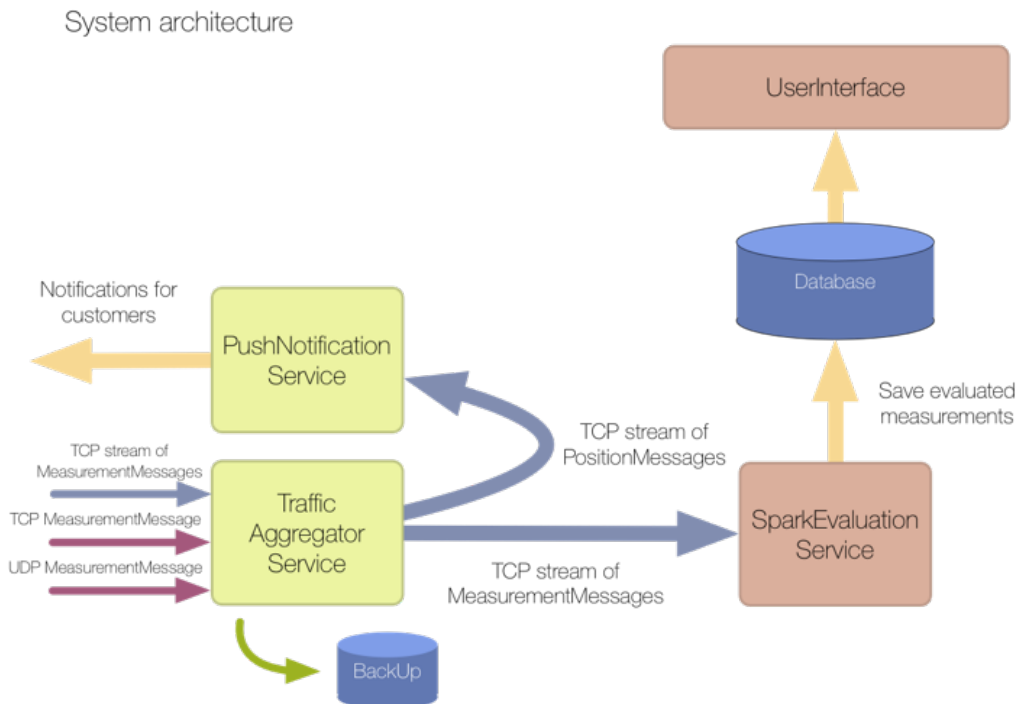 System architecture
UserInterface
Database
Notifications for
customers
PushNotification
Service
Save evaluated
measurements
TCP stream of
PositionMessages
TCP stream of
MeasurementMessages
TCP MeasurementMessage
UDP MeasurementMessage
Traffic
Aggregator
Service
SparkEvaluation
Service
TCP stream of
MeasurementMessages
BackUp